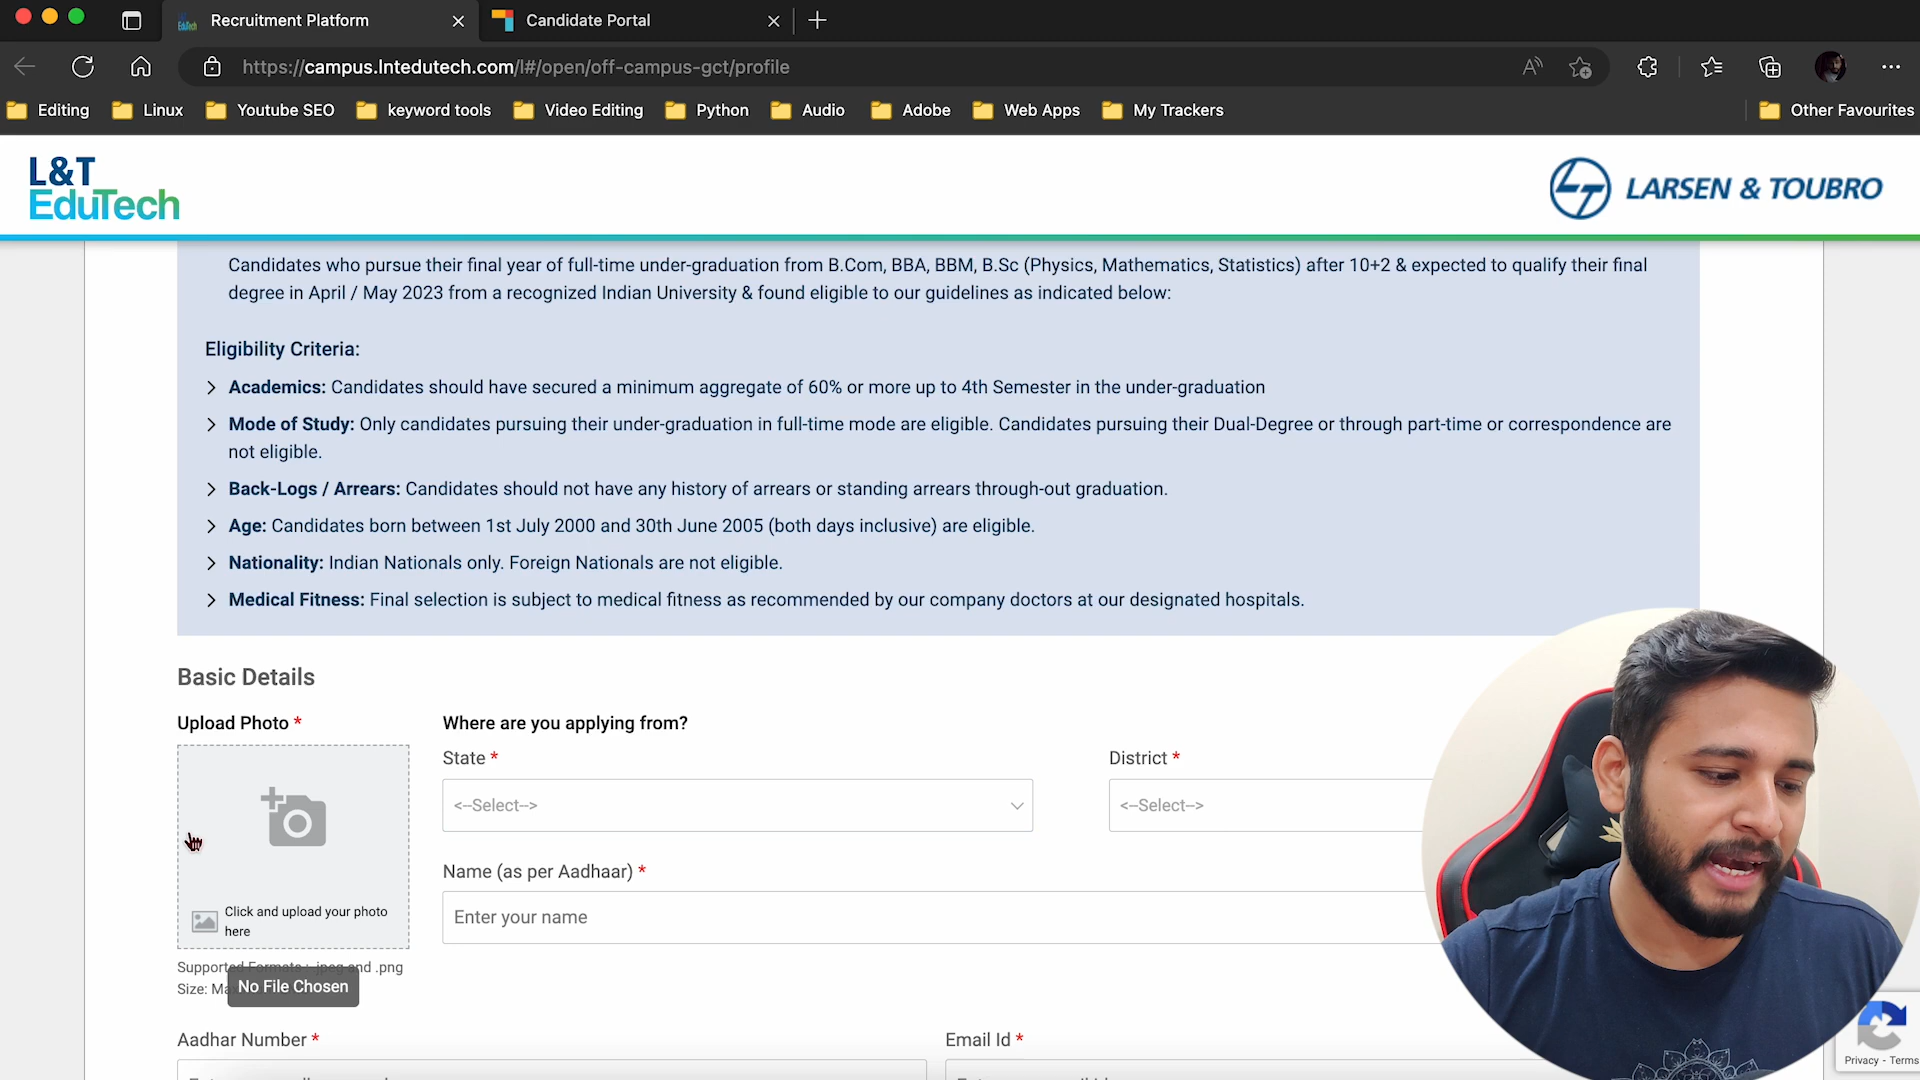 Recruitment Platform
Candidate Portal
https://campus.lntedutech.com/l#/open/off-campus-gct/profile
Editing
Linux
Youtube SEO
keyword tools
Video Editing
Python
Audio
Adobe
Web Apps
My Trackers
Other Favourites
L&T
EduTech
LARSEN & TOUBRO
Candidates who pursue their final year of full-time under-graduation from B.Com, BBA, BBM, B.Sc (Physics, Mathematics, Statistics) after 10+2 & expected to qualify their final
degree in April / May 2023 from a recognized Indian University & found eligible to our guidelines as indicated below:
Eligibility Criteria:
Academics: Candidates should have secured a minimum aggregate of 60% or more up to 4th Semester in the under-graduation
Mode of Study: Only candidates pursuing their under-graduation in full-time mode are eligible. Candidates pursuing their Dual-Degree or through part-time or correspondence are
not eligible.
Back-Logs / Arrears: Candidates should not have any history of arrears or standing arrears through-out graduation.
Age: Candidates born between 1st July 2000 and 30th June 2005 (both days inclusive) are eligible.
Nationality: Indian Nationals only. Foreign Nationals are not eligible.
Medical Fitness: Final selection is subject to medical fitness as recommended by our company doctors at our designated hospitals.
Basic Details
Upload Photo *
Where are you applying from?
State *
District *
<--Select-->
<--Select-->
Name (as per Aadhaar) *
Enter your name
Click and upload your photo
here
Supported Formats : .jpeg and .png
Size:
No File Chosen
Aadhar Number *
Email Id *
Privacy - Terms